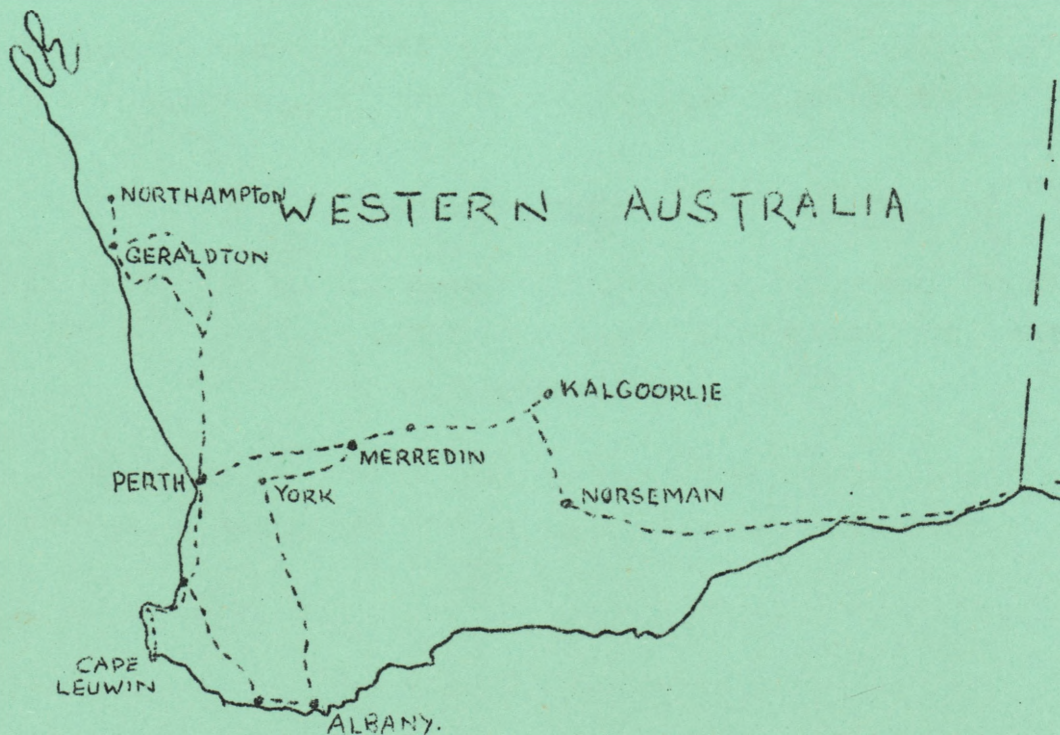 NORTHAMPTON
WESTERN AUSTRALIA
GERALDTON
KALGOORLIE
MERREDIN
PERTH
YORK
NORSEMAN
CAPE
LEUWIN
ALBANY.